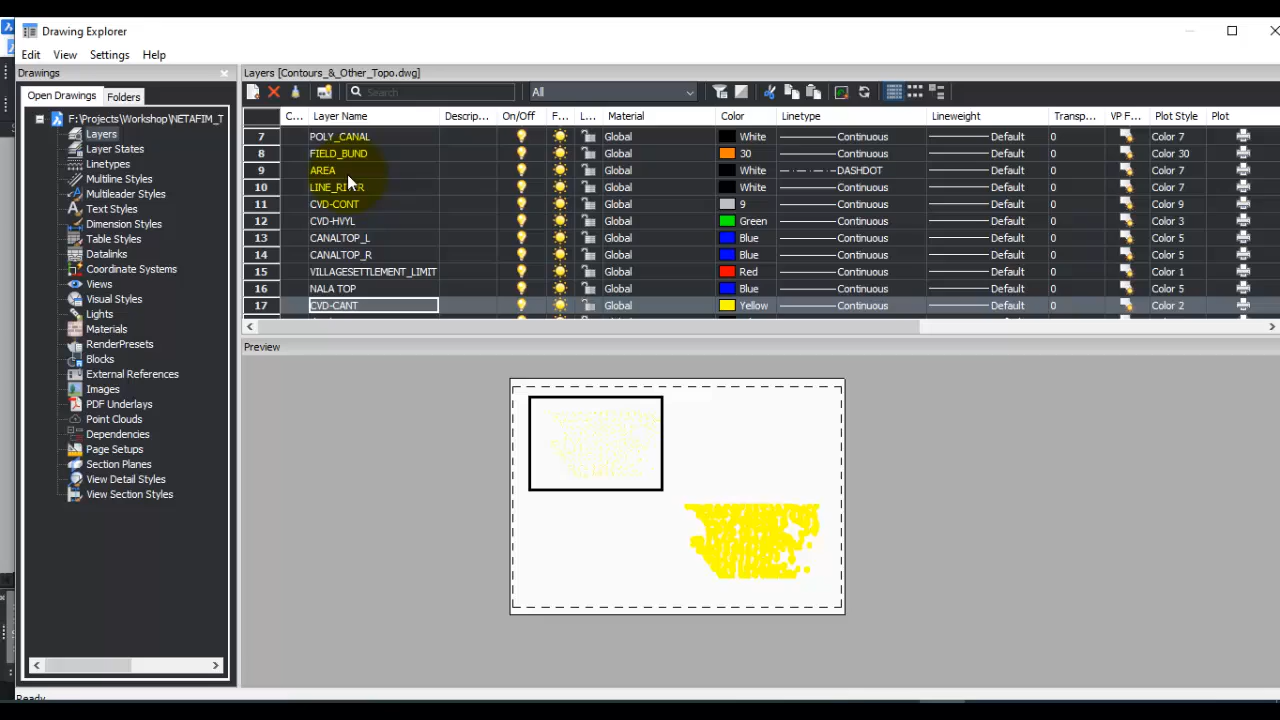 Drawing Explorer
Edit View Settings Help
Drawings
Layers [Contours_&_Other_Topo.dwg]
Open Drawings Folders
Search
All
F:\Projects\Workshop\NETAFIM_T
Layers
Layer States
Linetypes
Multiline Styles
Multileader Styles
Text Styles
Dimension Styles
Table Styles
Datalinks
Coordinate Systems
Views
Visual Styles
Lights
Materials
RenderPresets
Blocks
External References
Images
PDF Underlays
Point Clouds
Dependencies
Page Setups
Section Planes
View Detail Styles
View Section Styles
C... Layer Name Descrip... On/Off F... L... Material Color Linetype Lineweight Transp... VP F... Plot Style Plot
7 POLY_CANAL Global White Continuous Default 0 Color 7
8 FIELD_BUND Global 30 Continuous Default 0 Color 30
9 AREA Global White DASHDOT Default 0 Color 7
10 LINE_RIVER Global White Continuous Default 0 Color 7
11 CVD-CONT Global 9 Continuous Default 0 Color 9
12 CVD-HVYL Global Green Continuous Default 0 Color 3
13 CANALTOP_L Global Blue Continuous Default 0 Color 5
14 CANALTOP_R Global Blue Continuous Default 0 Color 5
15 VILLAGESETTLEMENT_LIMIT Global Red Continuous Default 0 Color 1
16 NALA TOP Global Blue Continuous Default 0 Color 5
17 CVD-CANT Global Yellow Continuous Default 0 Color 2
Preview
Ready